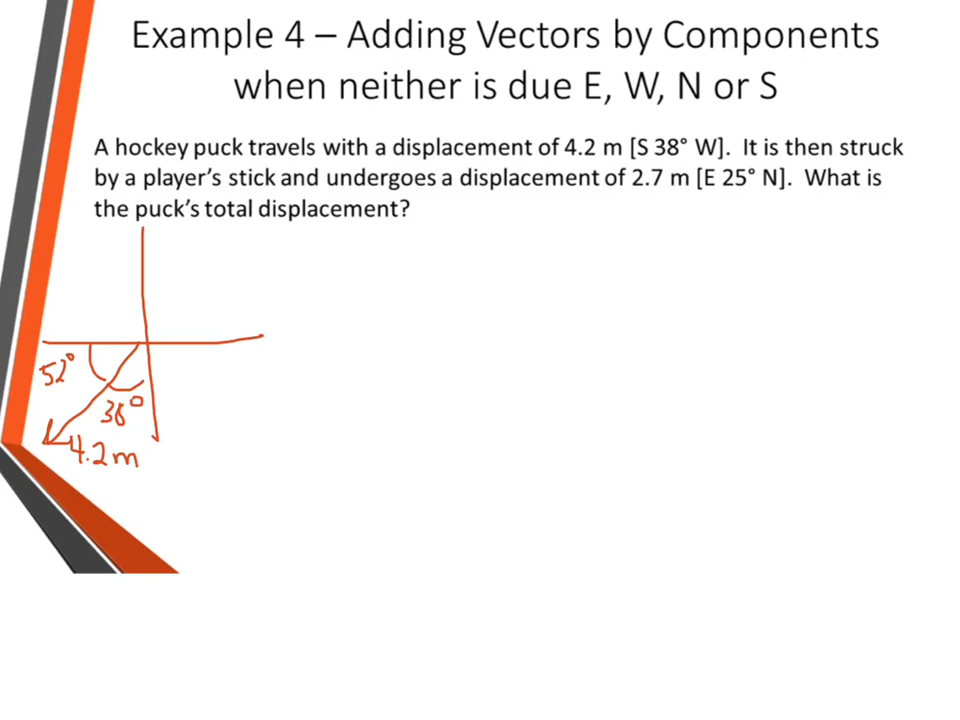 Example 4 – Adding Vectors by Components
when neither is due E, W, N or S
A hockey puck travels with a displacement of 4.2 m [S 38° W]. It is then struck
by a player’s stick and undergoes a displacement of 2.7 m [E 25° N]. What is
the puck’s total displacement?
52°
38°
4.2m